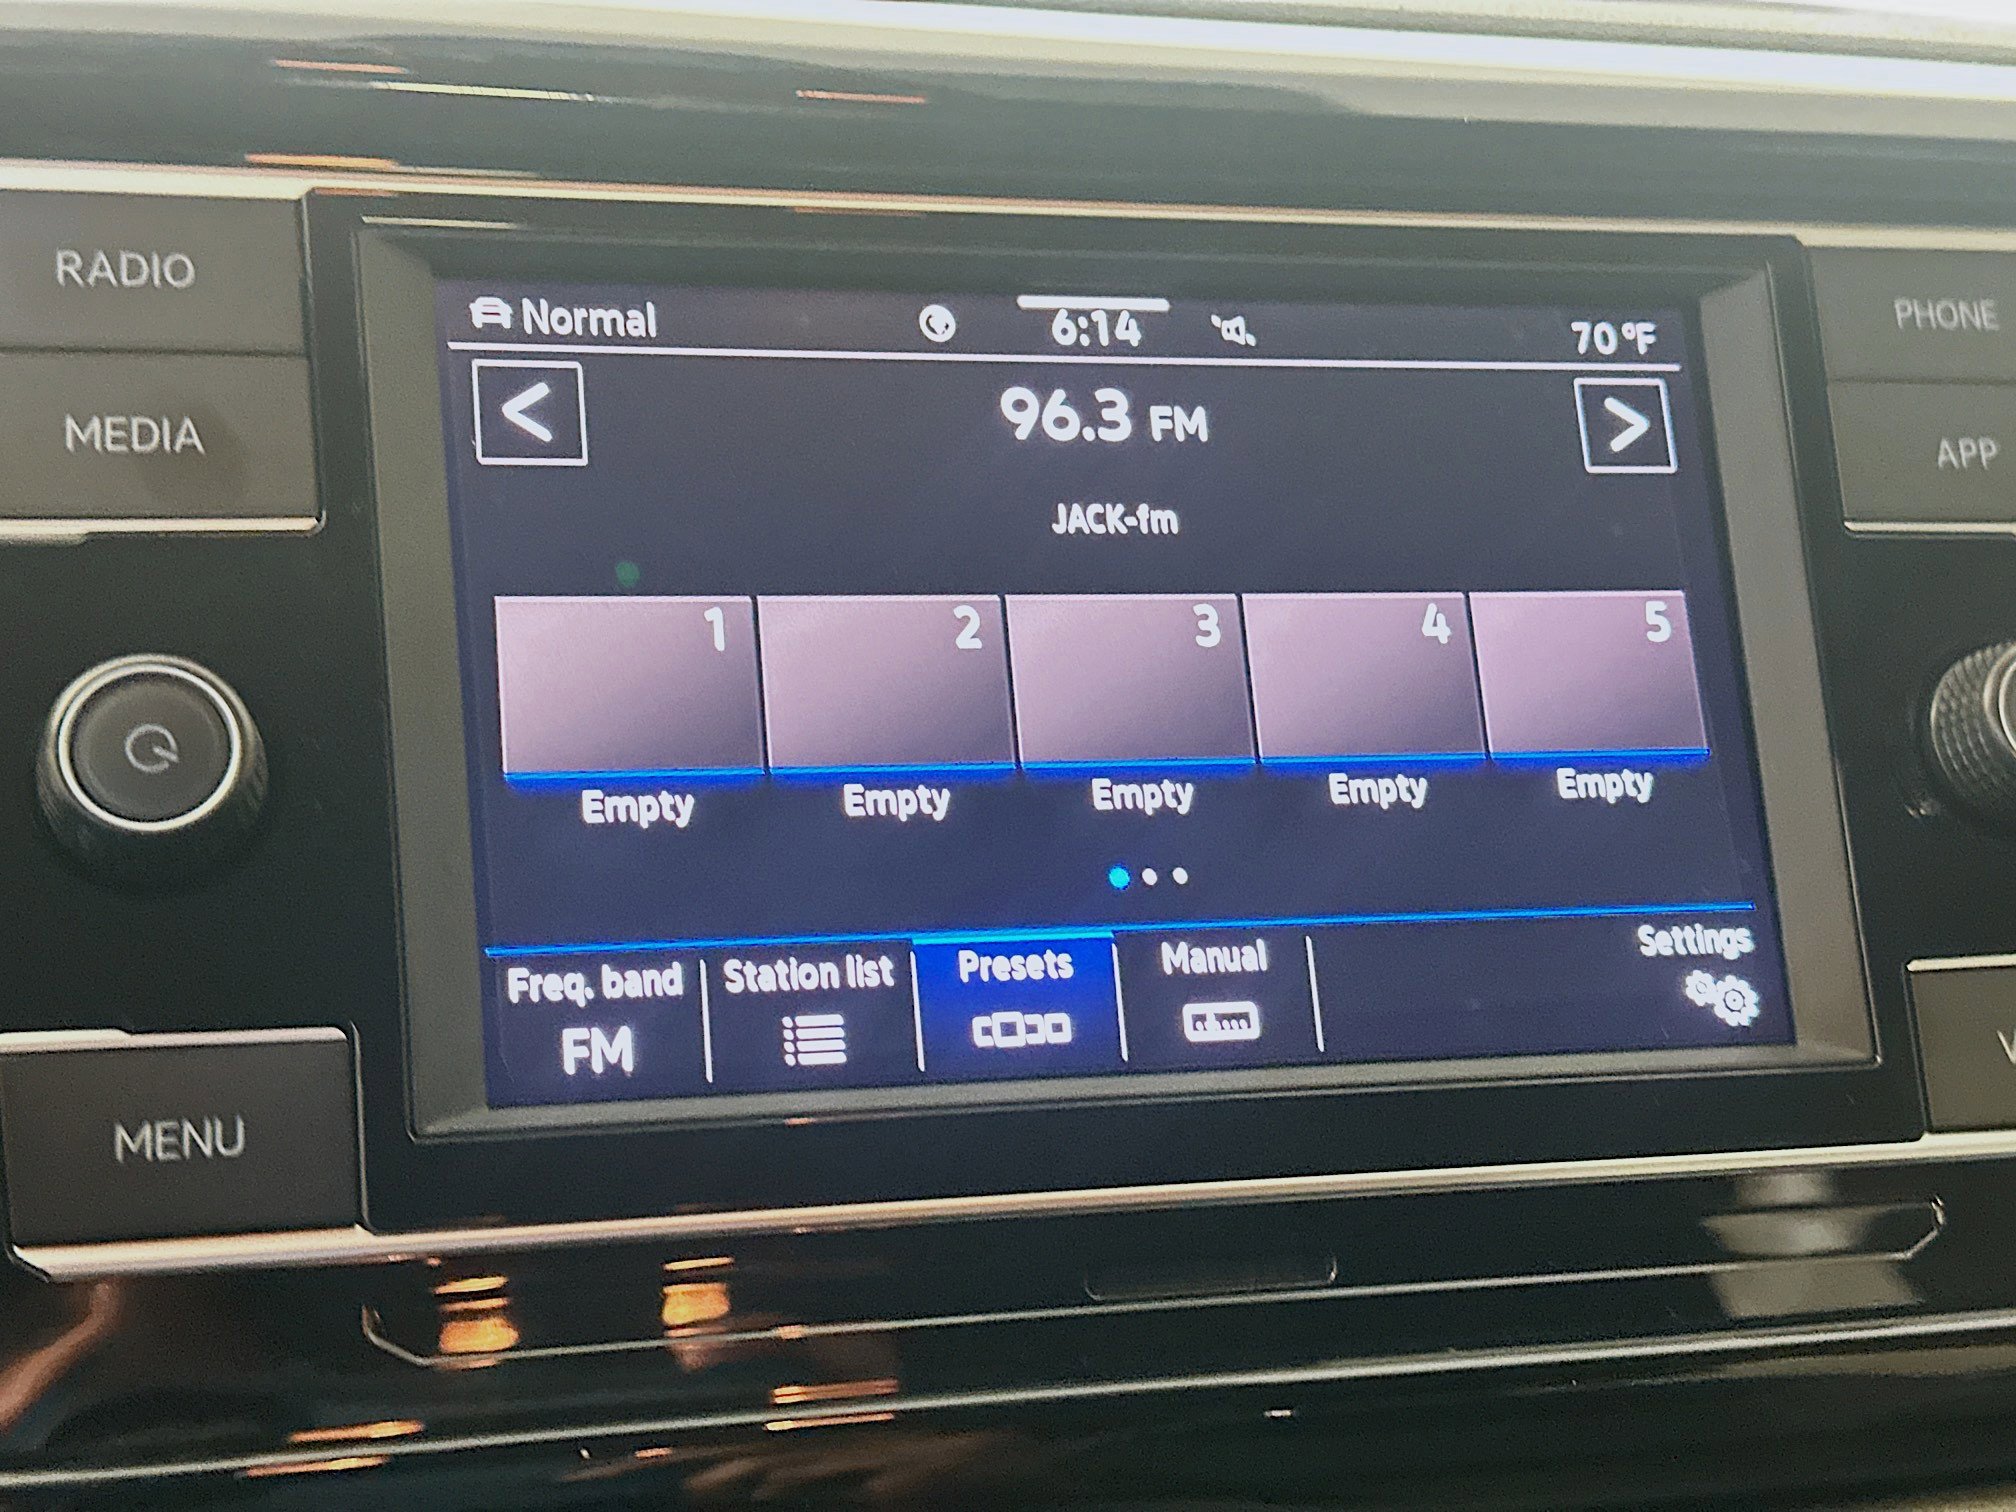 RADIO
MEDIA
MENU
PHONE
APP
Normal
6:14
70°F
<
96.3 FM
>
JACK-fm
1
2
3
4
5
Empty
Empty
Empty
Empty
Empty
Freq. band
FM
Station list
Presets
Manual
Settings